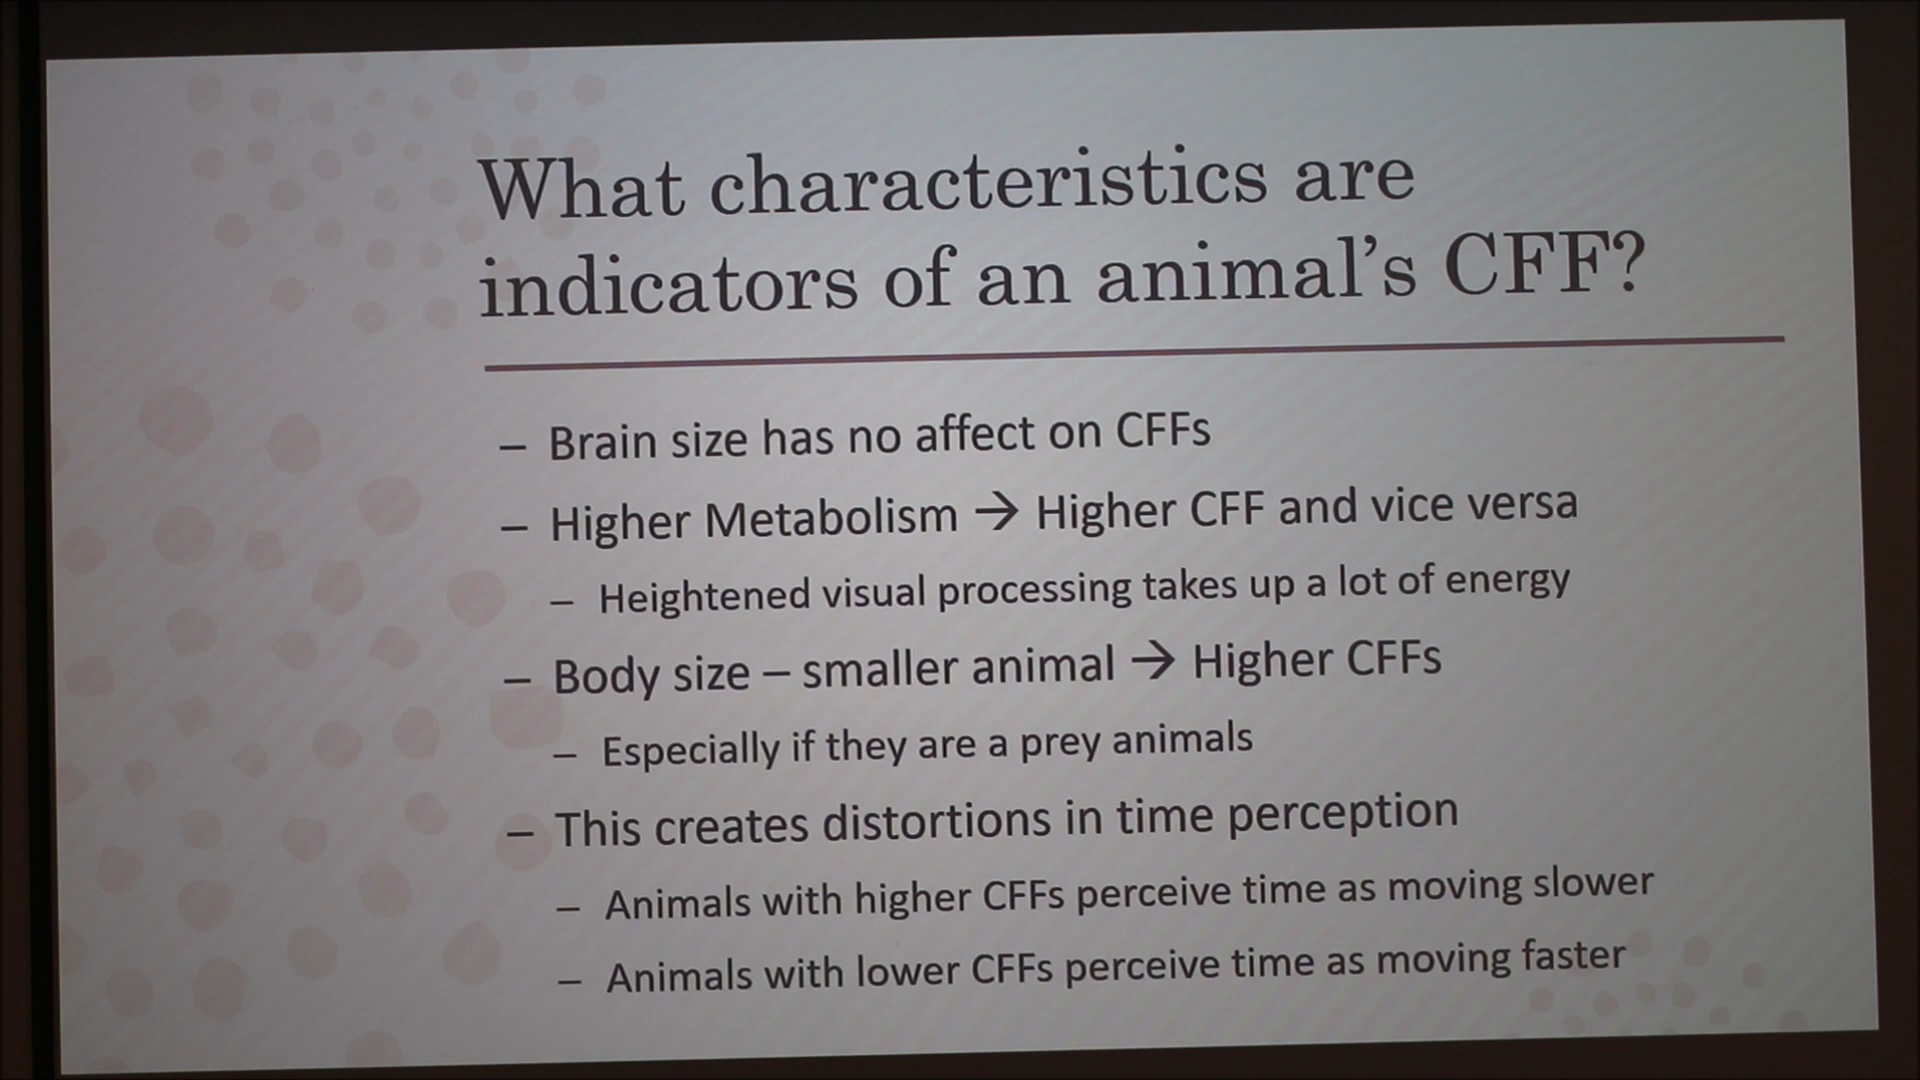 What characteristics are
indicators of an animal's CFF?
– Brain size has no affect on CFFs
– Higher Metabolism → Higher CFF and vice versa
– Heightened visual processing takes up a lot of energy
– Body size – smaller animal → Higher CFFs
– Especially if they are a prey animals
– This creates distortions in time perception
– Animals with higher CFFs perceive time as moving slower
– Animals with lower CFFs perceive time as moving faster